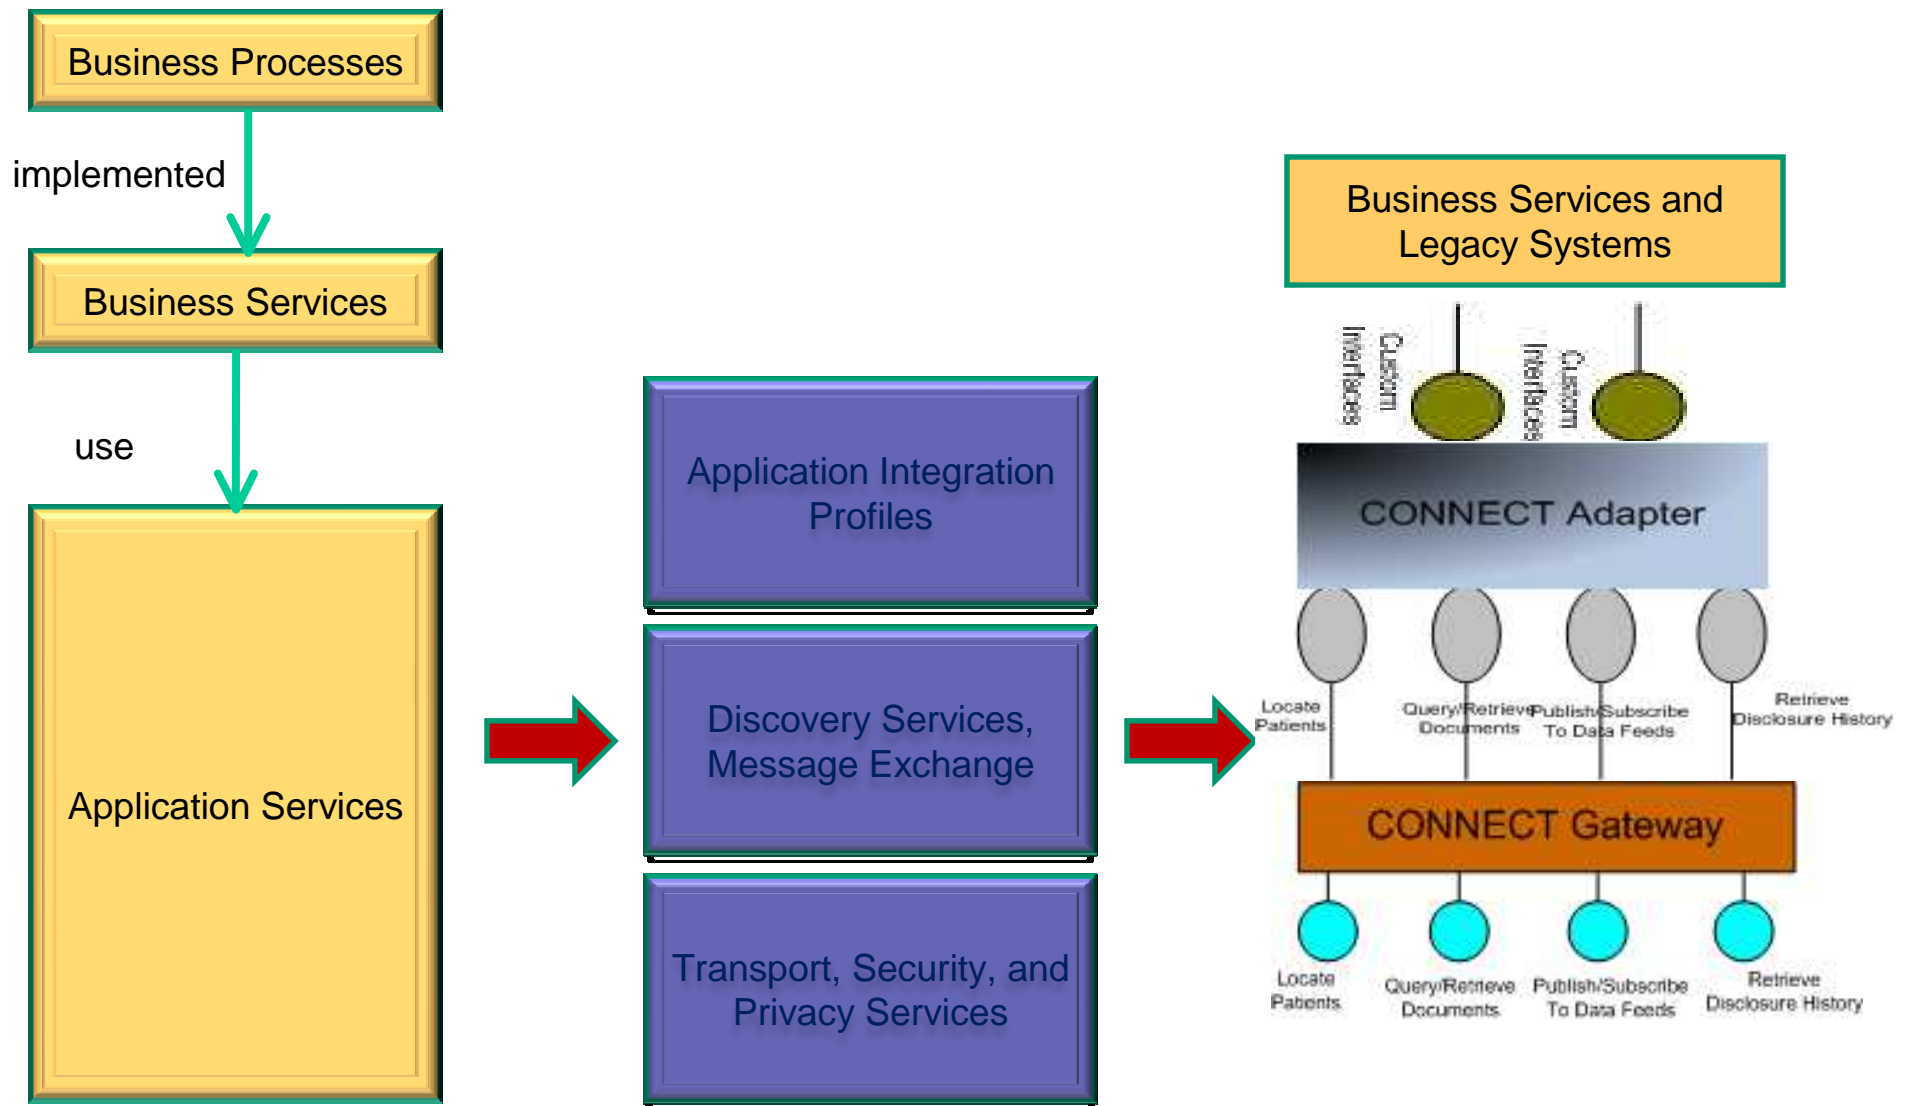 Business Processes
implemented
Business Services
use
Application Services
Application Integration
Profiles
Discovery Services,
Message Exchange
Transport, Security, and
Privacy Services
Business Services and
Legacy Systems
Custom
Interfaces
Custom
Interfaces
CONNECT Adapter
Locate
Patients
Query/Retrieve
Documents
Publish/Subscribe
To Data Feeds
Retrieve
Disclosure History
CONNECT Gateway
Locate
Patients
Query/Retrieve
Documents
Publish/Subscribe
To Data Feeds
Retrieve
Disclosure History